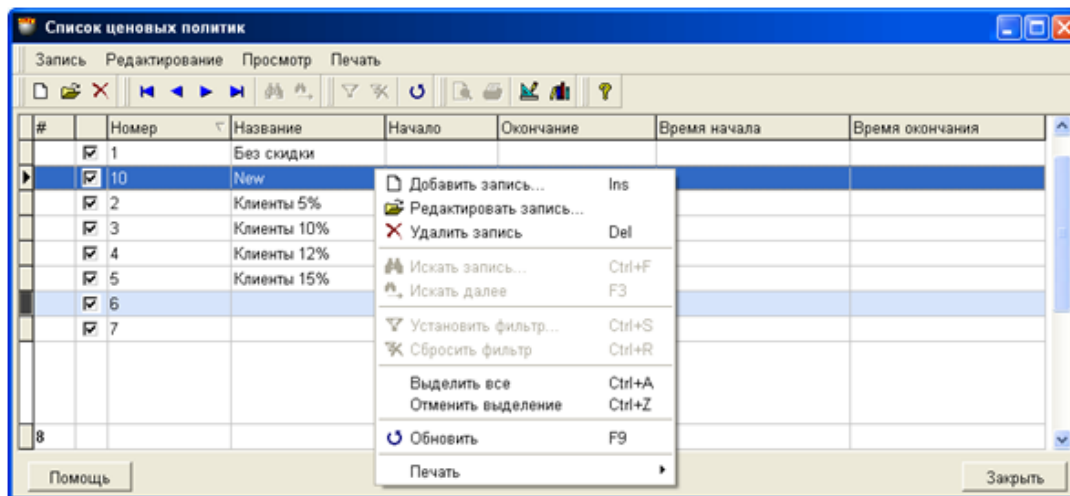 Список ценовых политик
Запись Редактирование Просмотр Печать
# Номер Название Начало Окончание Время начала Время окончания
1 Без скидки
10 New
2 Клиенты 5%
3 Клиенты 10%
4 Клиенты 12%
5 Клиенты 15%
6
7
8
Добавить запись... Ins
Редактировать запись...
Удалить запись Del
Искать запись... Ctrl+F
Искать далее F3
Установить фильтр... Ctrl+S
Сбросить фильтр Ctrl+R
Выделить все Ctrl+A
Отменить выделение Ctrl+Z
Обновить F9
Печать
Помощь Закрыть